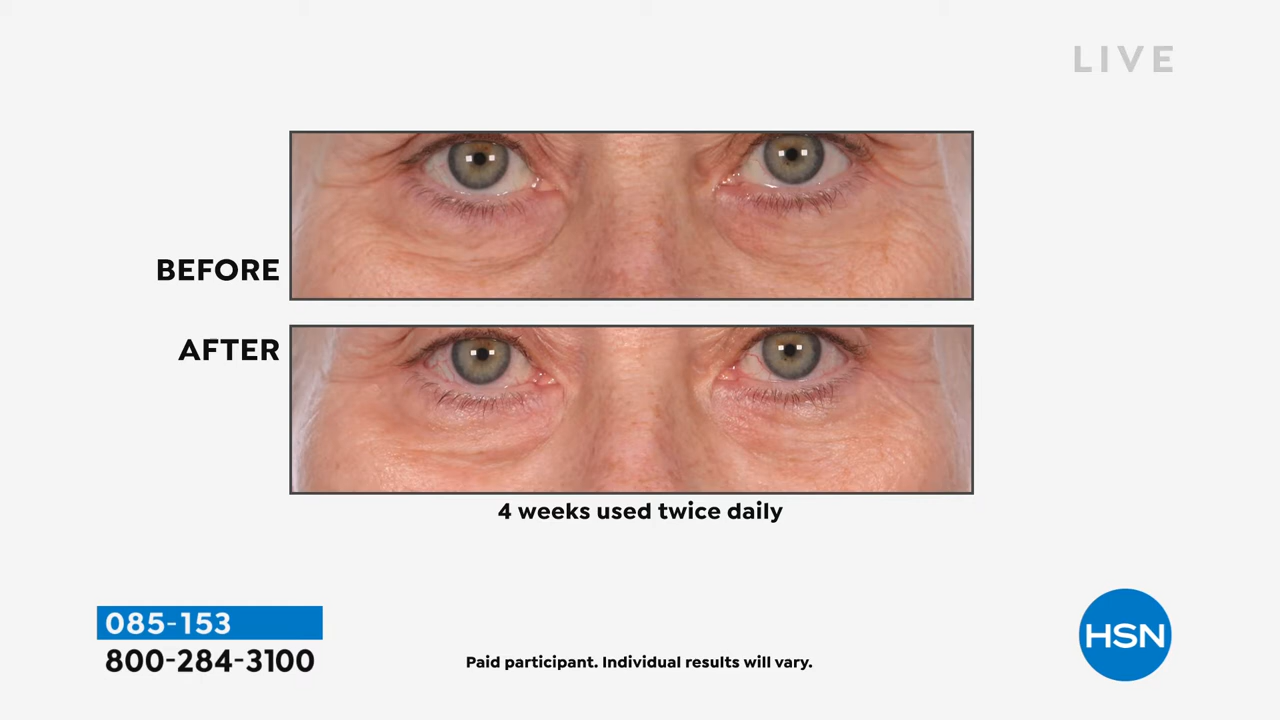 LIVE
BEFORE
AFTER
4 weeks used twice daily
085-153
800-284-3100
Paid participant. Individual results will vary.
HSN